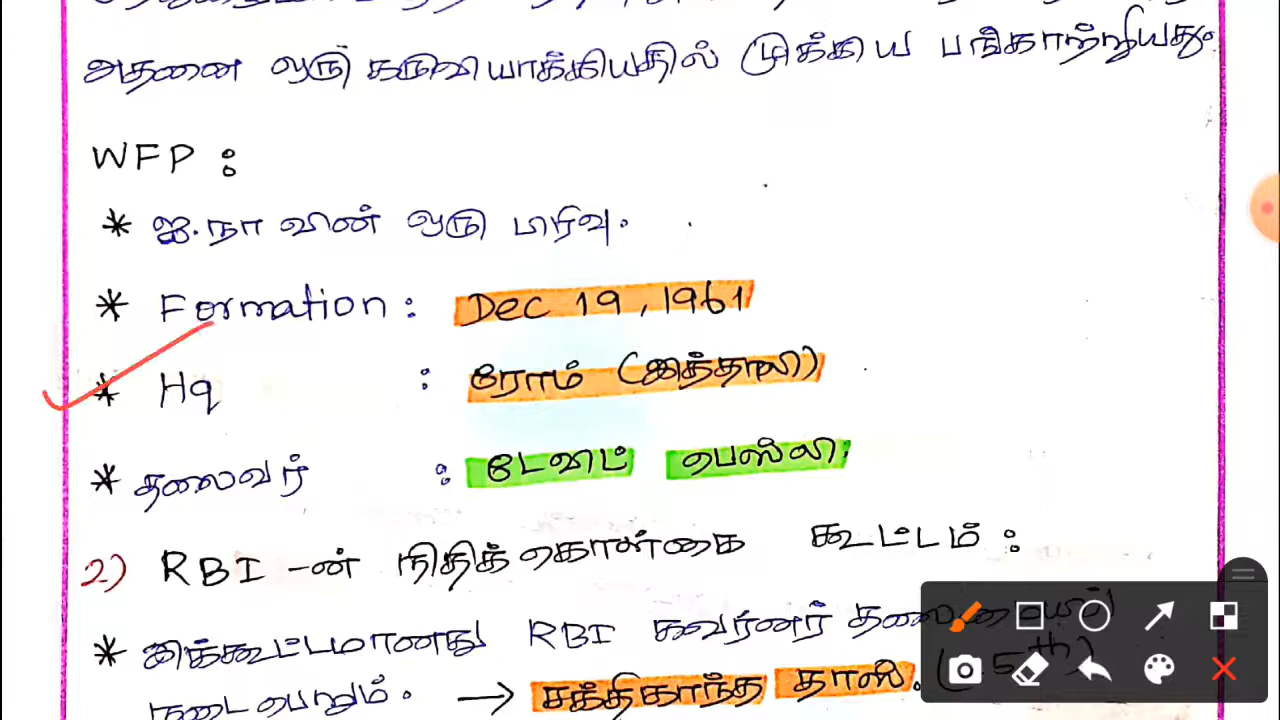 அதனை ஒரு கருவியாக்கியதில் முக்கிய பங்காற்றியது.
WFP :
* ஐ.நா வின் ஒரு பிரிவு.
* Formation : Dec 19, 1961
* Hq : ரோம் (இத்தாலி)
* தலைவர் : டேவிட் பெஸ்லி.
2) RBI -ன் நிதிக்கொள்கை கூட்டம் :
* இக்கூட்டமானது RBI கவர்னர் தலைமையில்
நடைபெறும். → சக்திகாந்த தாஸ். (25th)